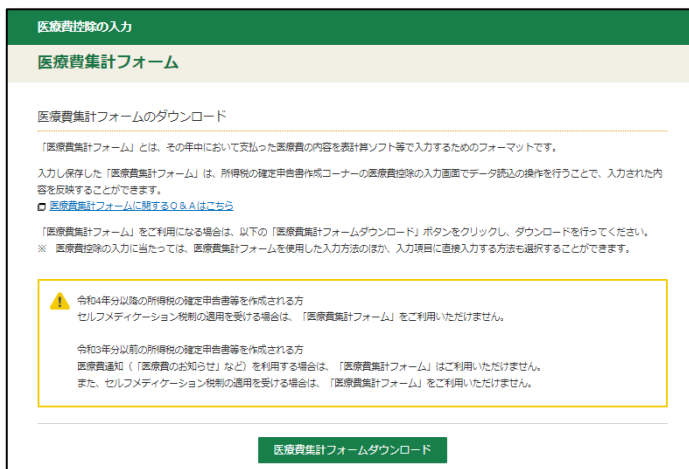 医療費控除の入力
医療費集計フォーム
医療費集計フォームのダウンロード
「医療費集計フォーム」とは、その年中において支払った医療費の内容を表計算ソフト等で入力するためのフォーマットです。
入力し保存した「医療費集計フォーム」は、所得税の確定申告書作成コーナーの医療費控除の入力画面でデータ読込の操作を行うことで、入力された内
容を反映することができます。
医療費集計フォームに関するQ&Aはこちら
「医療費集計フォーム」をご利用になる場合は、以下の「医療費集計フォームダウンロード」ボタンをクリックし、ダウンロードを行ってください。
※ 医療費控除の入力に当たっては、医療費集計フォームを使用した入力方法のほか、入力項目に直接入力する方法も選択することができます。
令和4年分以降の所得税の確定申告書等を作成される方
セルフメディケーション税制の適用を受ける場合は、「医療費集計フォーム」をご利用いただけません。
令和3年分以前の所得税の確定申告書等を作成される方
医療費通知（「医療費のお知らせ」など）を利用する場合は、「医療費集計フォーム」はご利用いただけません。
また、セルフメディケーション税制の適用を受ける場合は、「医療費集計フォーム」をご利用いただけません。
医療費集計フォームダウンロード